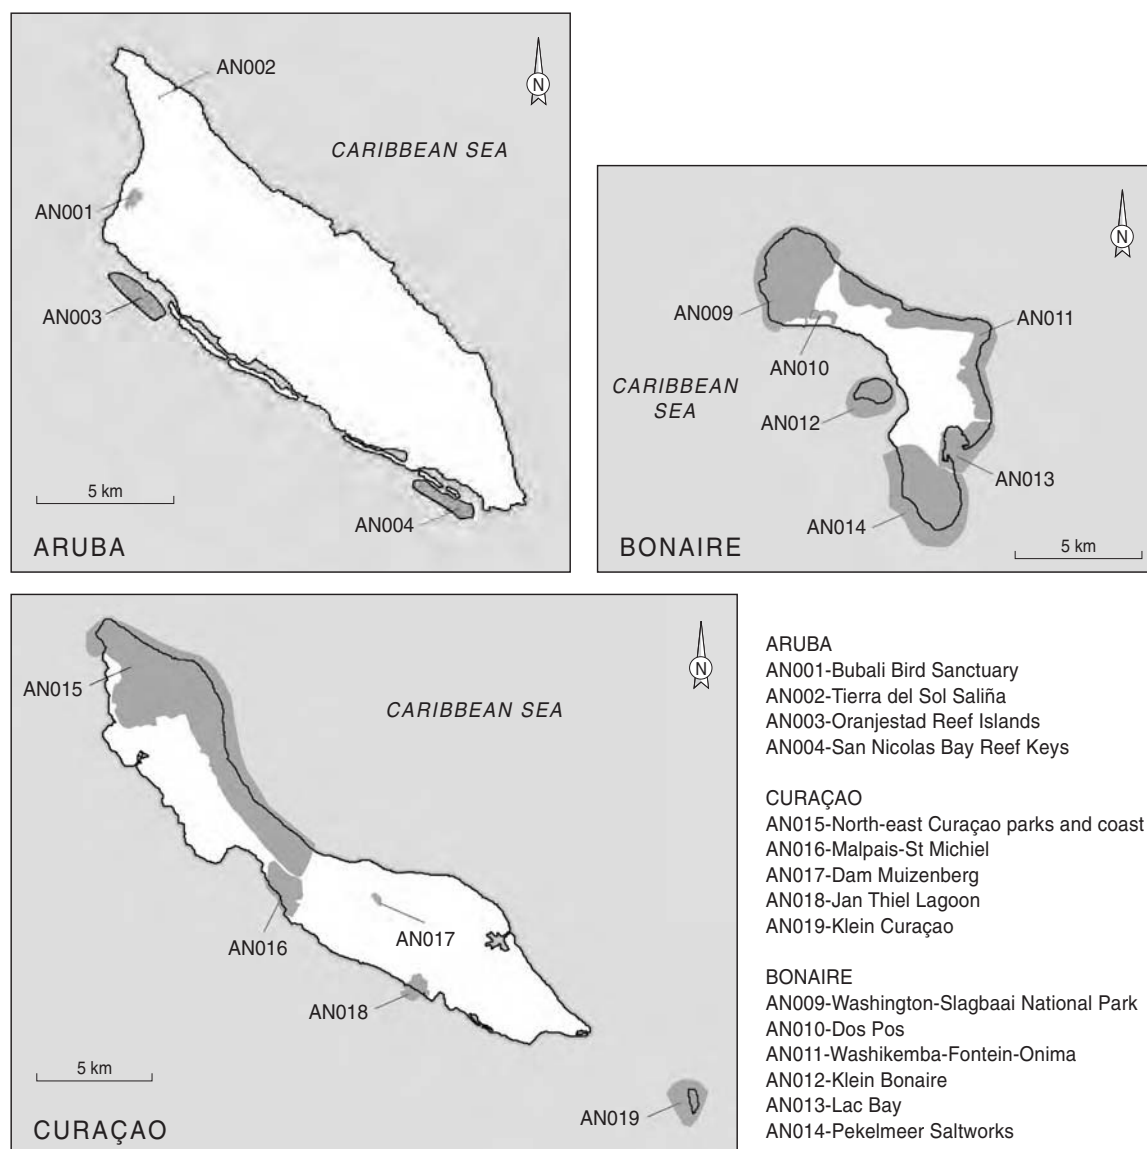 AN002
N
CARIBBEAN SEA
AN001
AN003
5 km
AN004
ARUBA
N
AN009
AN011
AN010
CARIBBEAN
SEA
AN012
AN013
AN014
5 km
BONAIRE
N
AN015
CARIBBEAN SEA
AN016
AN017
AN018
5 km
AN019
CURAÇAO
ARUBA
AN001-Bubali Bird Sanctuary
AN002-Tierra del Sol Saliña
AN003-Oranjestad Reef Islands
AN004-San Nicolas Bay Reef Keys
CURAÇAO
AN015-North-east Curaçao parks and coast
AN016-Malpais-St Michiel
AN017-Dam Muizenberg
AN018-Jan Thiel Lagoon
AN019-Klein Curaçao
BONAIRE
AN009-Washington-Slagbaai National Park
AN010-Dos Pos
AN011-Washikemba-Fontein-Onima
AN012-Klein Bonaire
AN013-Lac Bay
AN014-Pekelmeer Saltworks